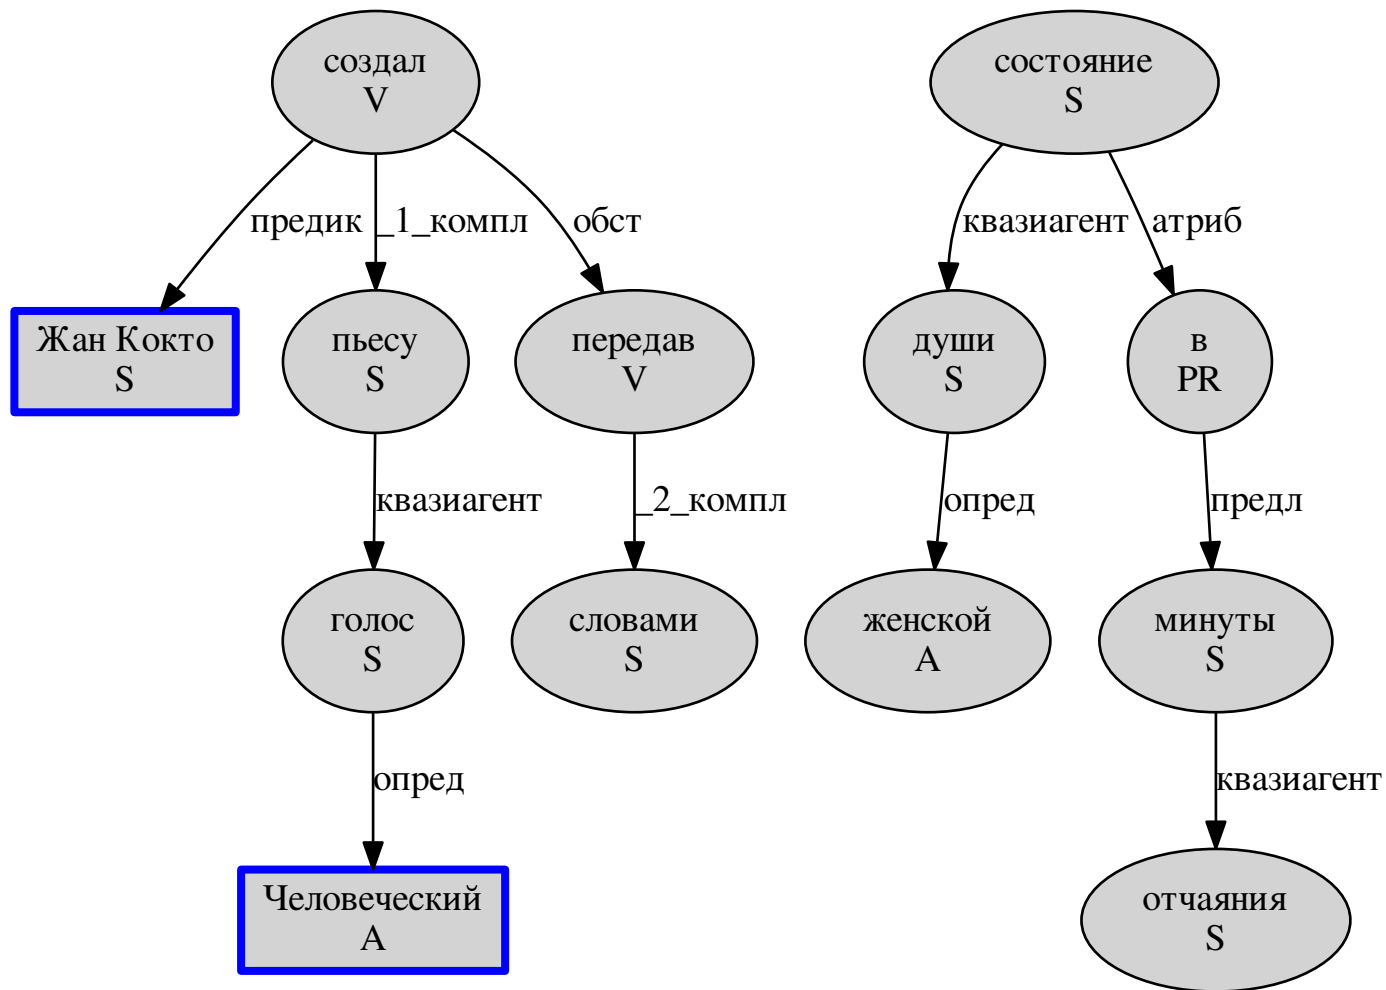 создал
V
состояние
S
предик
_1_компл
обст
квазиагент
атриб
Жан Кокто
S
пьесу
S
передав
V
души
S
в
PR
квазиагент
_2_компл
опред
предл
голос
S
словами
S
женской
A
минуты
S
опред
квазиагент
Человеческий
A
отчаяния
S